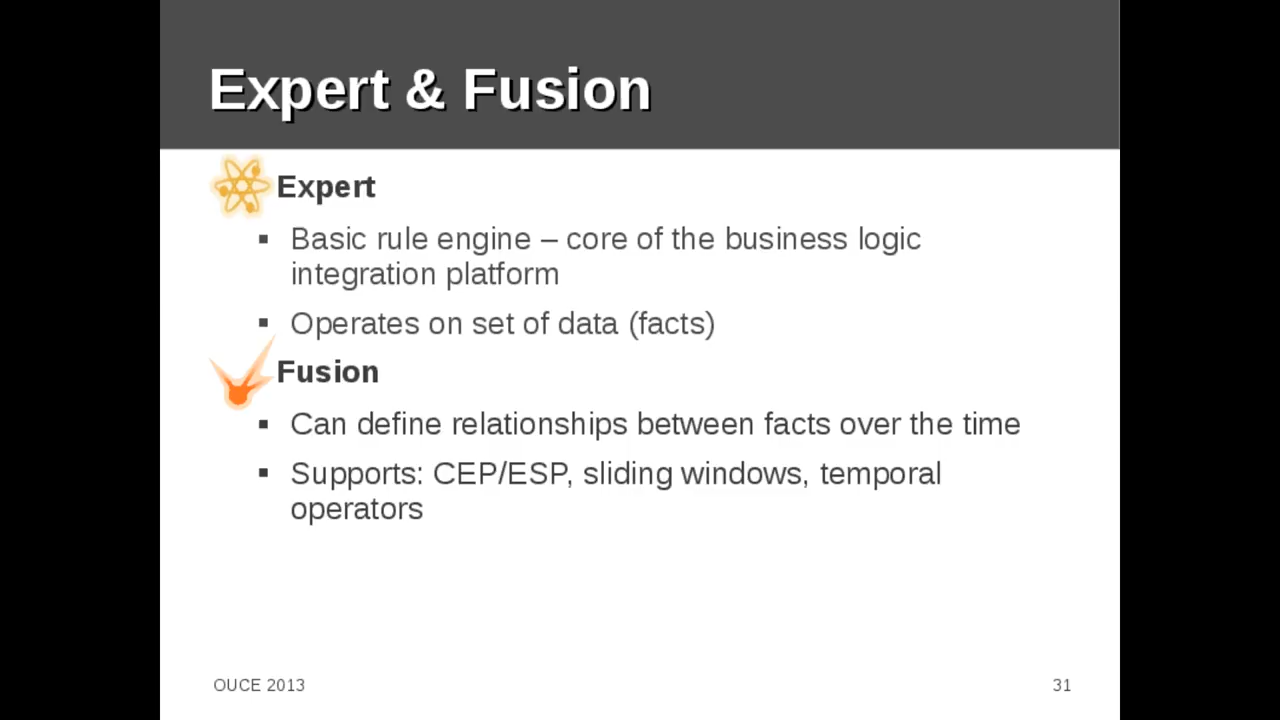 Expert & Fusion
Expert
▪ Basic rule engine – core of the business logic
integration platform
▪ Operates on set of data (facts)
Fusion
▪ Can define relationships between facts over the time
▪ Supports: CEP/ESP, sliding windows, temporal
operators
OUCE 2013
31